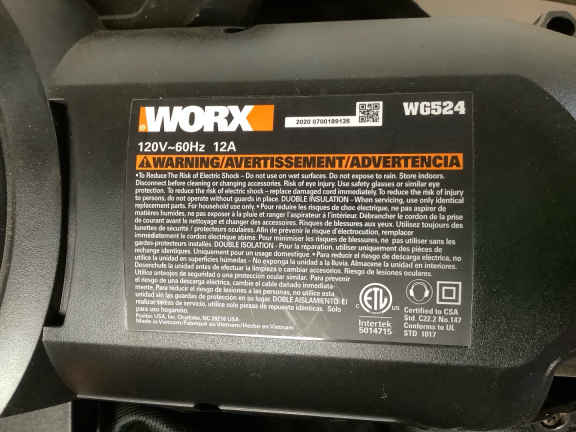 WORX
2020 0700189126
WG524
120V~60Hz 12A
WARNING/AVERTISSEMENT/ADVERTENCIA
•To Reduce The Risk of Electric Shock – Do not use on wet surfaces. Do not expose to rain. Store indoors.
Disconnect before cleaning or changing accessories. Risk of eye injury. Use safety glasses or similar eye
protection. To reduce the risk of electric shock – replace damaged cord immediately. To reduce the risk of injury
to persons, do not operate without guards in place. DUOBLE INSULATION – When servicing, use only identical
replacement parts. For household use only. • Pour réduire les risques de choc électrique, ne pas aspirer de
matières humides, ne pas exposer à la pluie et ranger l'aspirateur à l'intérieur. Débrancher le cordon de la prise
de courant avant le nettoyage et changer des accessoires. Risques de blessures aux yeux. Utilisez toujours des
lunettes de sécurité / protecteurs oculaires. Afin de prévenir le risque d'électrocution, remplacer
immédiatement le cordon électrique abîmé. Pour minimiser les risques de blessures, ne pas utiliser sans les
gardes-protecteurs installés. DOUBLE ISOLATION - Pour la réparation, utiliser uniquement des pièces de
rechange identiques. Uniquement pour un usage domestique. • Para reducir el riesgo de descarga eléctrica, no
utilice la unidad en superficies húmedas. No exponga la unidad a la lluvia. Almacene la unidad en interiores.
Desenchufe la unidad antes de efectuar la limpieza o cambiar accesorios. Riesgo de lesiones oculares.
Utilice anteojos de seguridad o una protección ocular similar. Para prevenir
el riesgo de una descarga eléctrica, cambie el cable dañado inmediata-
mente. Para reducir el riesgo de lesiones a las personas, no utilice esta
unidad sin las guardas de protección en su lugar. DOBLE AISLAMIENTO: El
utilizar piezas de servicio, utilice solo piezas de repuesto idénticas. Solo
para uso hogareño.
Positec USA, Inc. Charlotte, NC 28216 USA
Made in Vietnam/Fabriqué au Vietnam/Hecho en Vietnam
ETL
C
US
Intertek
5014715
Certified to CSA
Std. C22.2 No.147
Conforms to UL
STD 1017